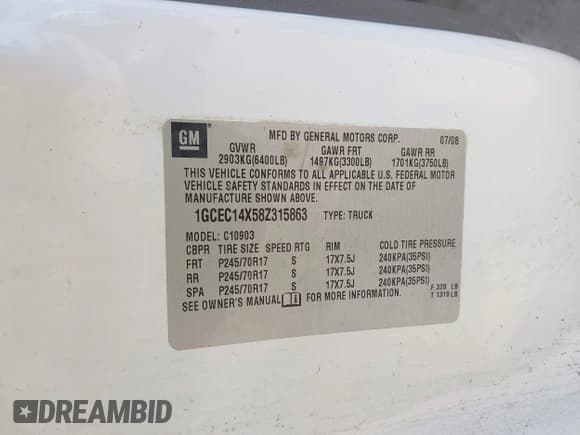 GM MFD BY GENERAL MOTORS CORP. 07/08
GVWR GAWR FRT GAWR RR
2903KG(6400LB) 1497KG(3300LB) 1701KG(3750LB)
THIS VEHICLE CONFORMS TO ALL APPLICABLE U.S. FEDERAL MOTOR
VEHICLE SAFETY STANDARDS IN EFFECT ON THE DATE OF
MANUFACTURE SHOWN ABOVE.
1GCEC14X58Z315863 TYPE: TRUCK
MODEL: C10903
CBPR TIRE SIZE SPEED RTG RIM COLD TIRE PRESSURE
FRT P245/70R17 S 17X7.5J 240KPA(35PSI)
RR P245/70R17 S 17X7.5J 240KPA(35PSI)
SPA P245/70R17 S 17X7.5J 240KPA(35PSI)
SEE OWNER'S MANUAL FOR MORE INFORMATION. F 320 LB
T 1318 LB
DREAMBID